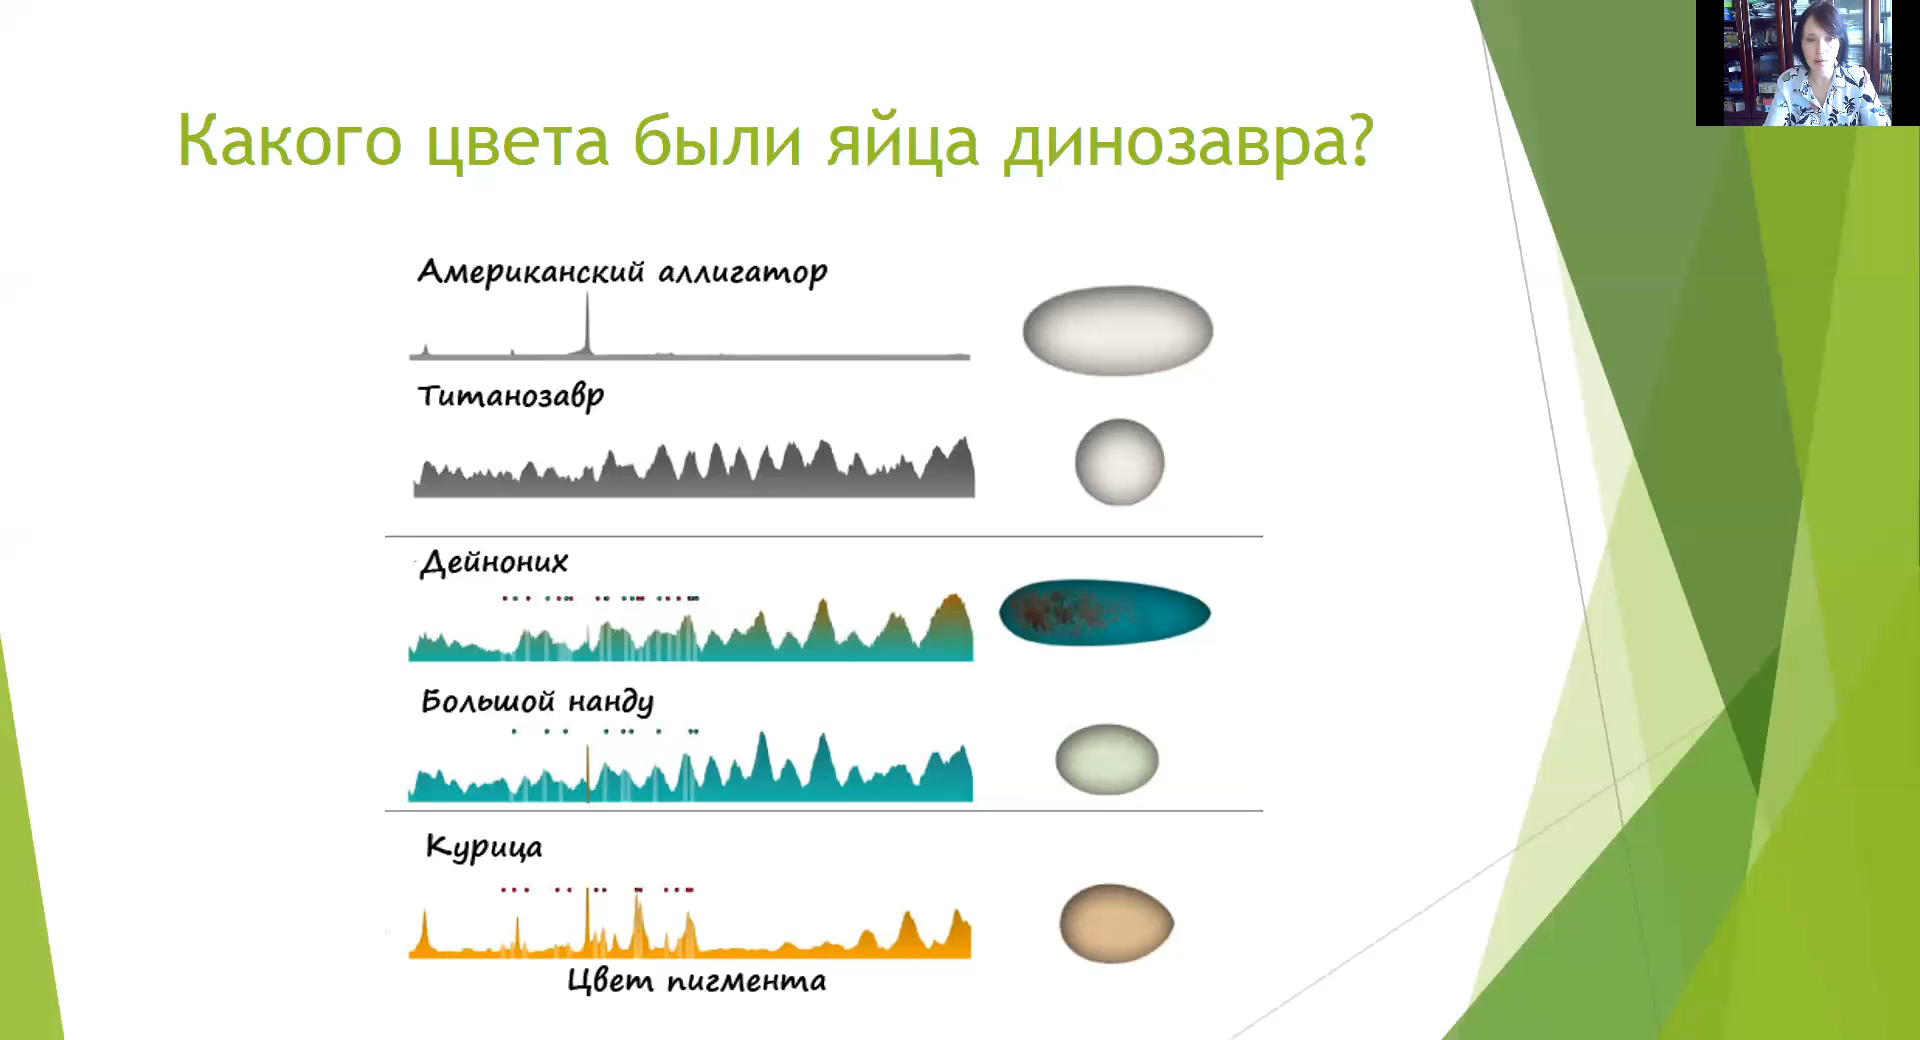 Какого цвета были яйца динозавра?
Американский аллигатор
Титанозавр
Дейноних
Большой нанду
Курица
Цвет пигмента